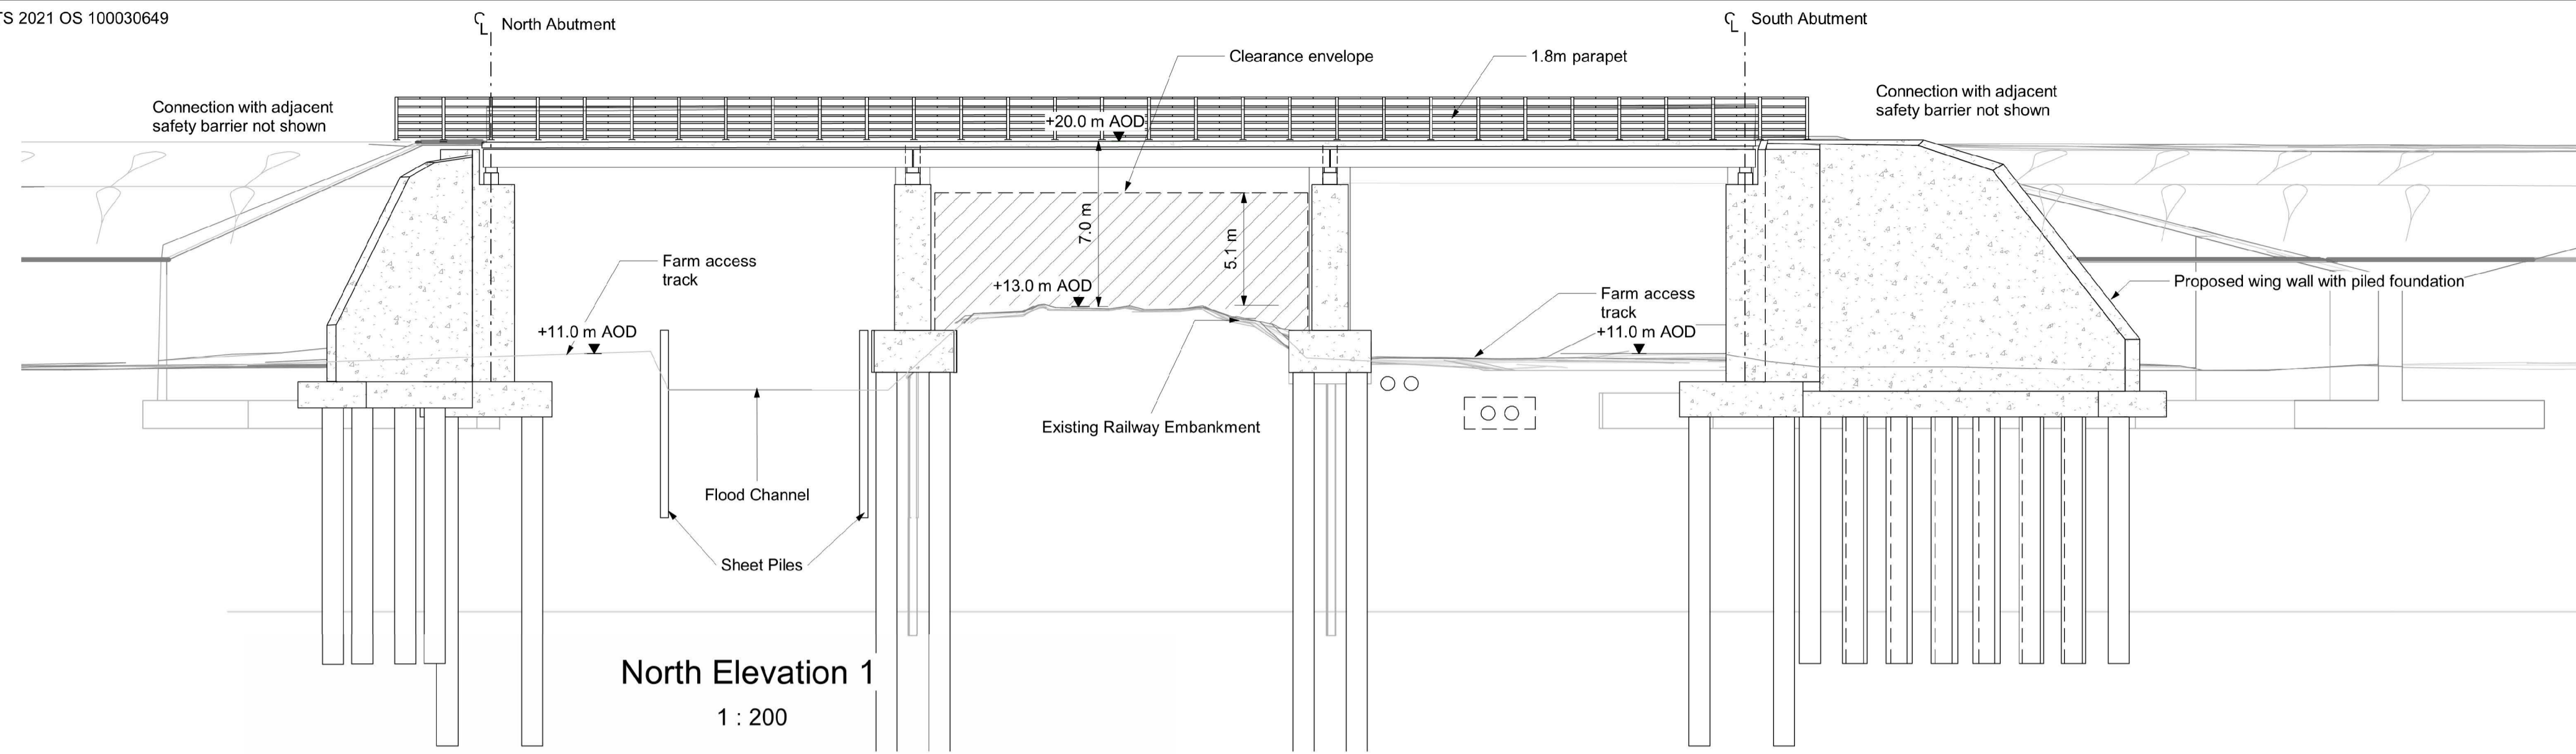 TS 2021 OS 100030649
CL North Abutment
CL South Abutment
Clearance envelope
1.8m parapet
Connection with adjacent
safety barrier not shown
Connection with adjacent
safety barrier not shown
+20.0 m AOD
7.0 m
5.1 m
Farm access
track
+13.0 m AOD
Farm access
track
Proposed wing wall with piled foundation
+11.0 m AOD
+11.0 m AOD
Existing Railway Embankment
Flood Channel
Sheet Piles
North Elevation 1
1 : 200